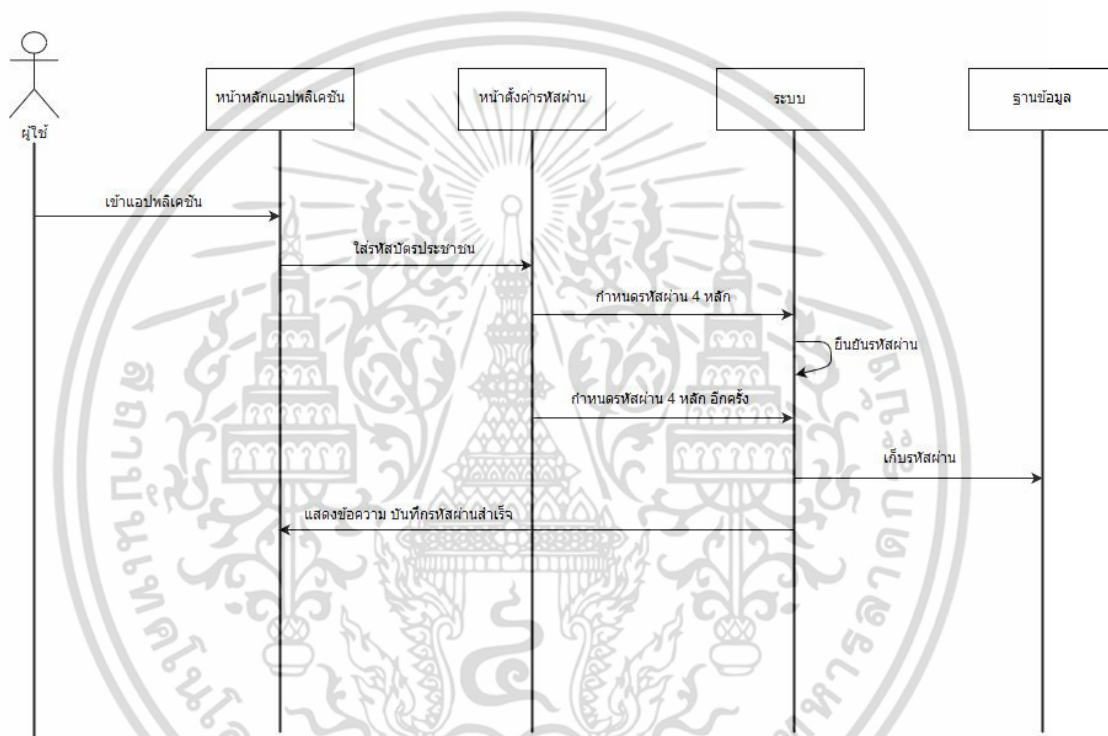 หน้าหลักแอปพลิเคชัน
หน้าตั้งค่ารหัสผ่าน
ระบบ
ฐานข้อมูล
ผู้ใช้
เข้าแอปพลิเคชัน
ใส่รหัสบัตรประชาชน
กำหนดรหัสผ่าน 4 หลัก
ยืนยันรหัสผ่าน
กำหนดรหัสผ่าน 4 หลัก อีกครั้ง
เก็บรหัสผ่าน
แสดงข้อความ บันทึกรหัสผ่านสำเร็จ